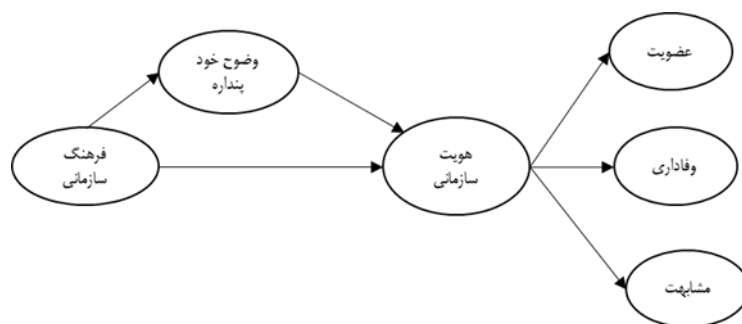 عضویت
وضوح خود
پنداره
فرهنگ
سازمانی
هویت
سازمانی
وفاداری
مشابهت